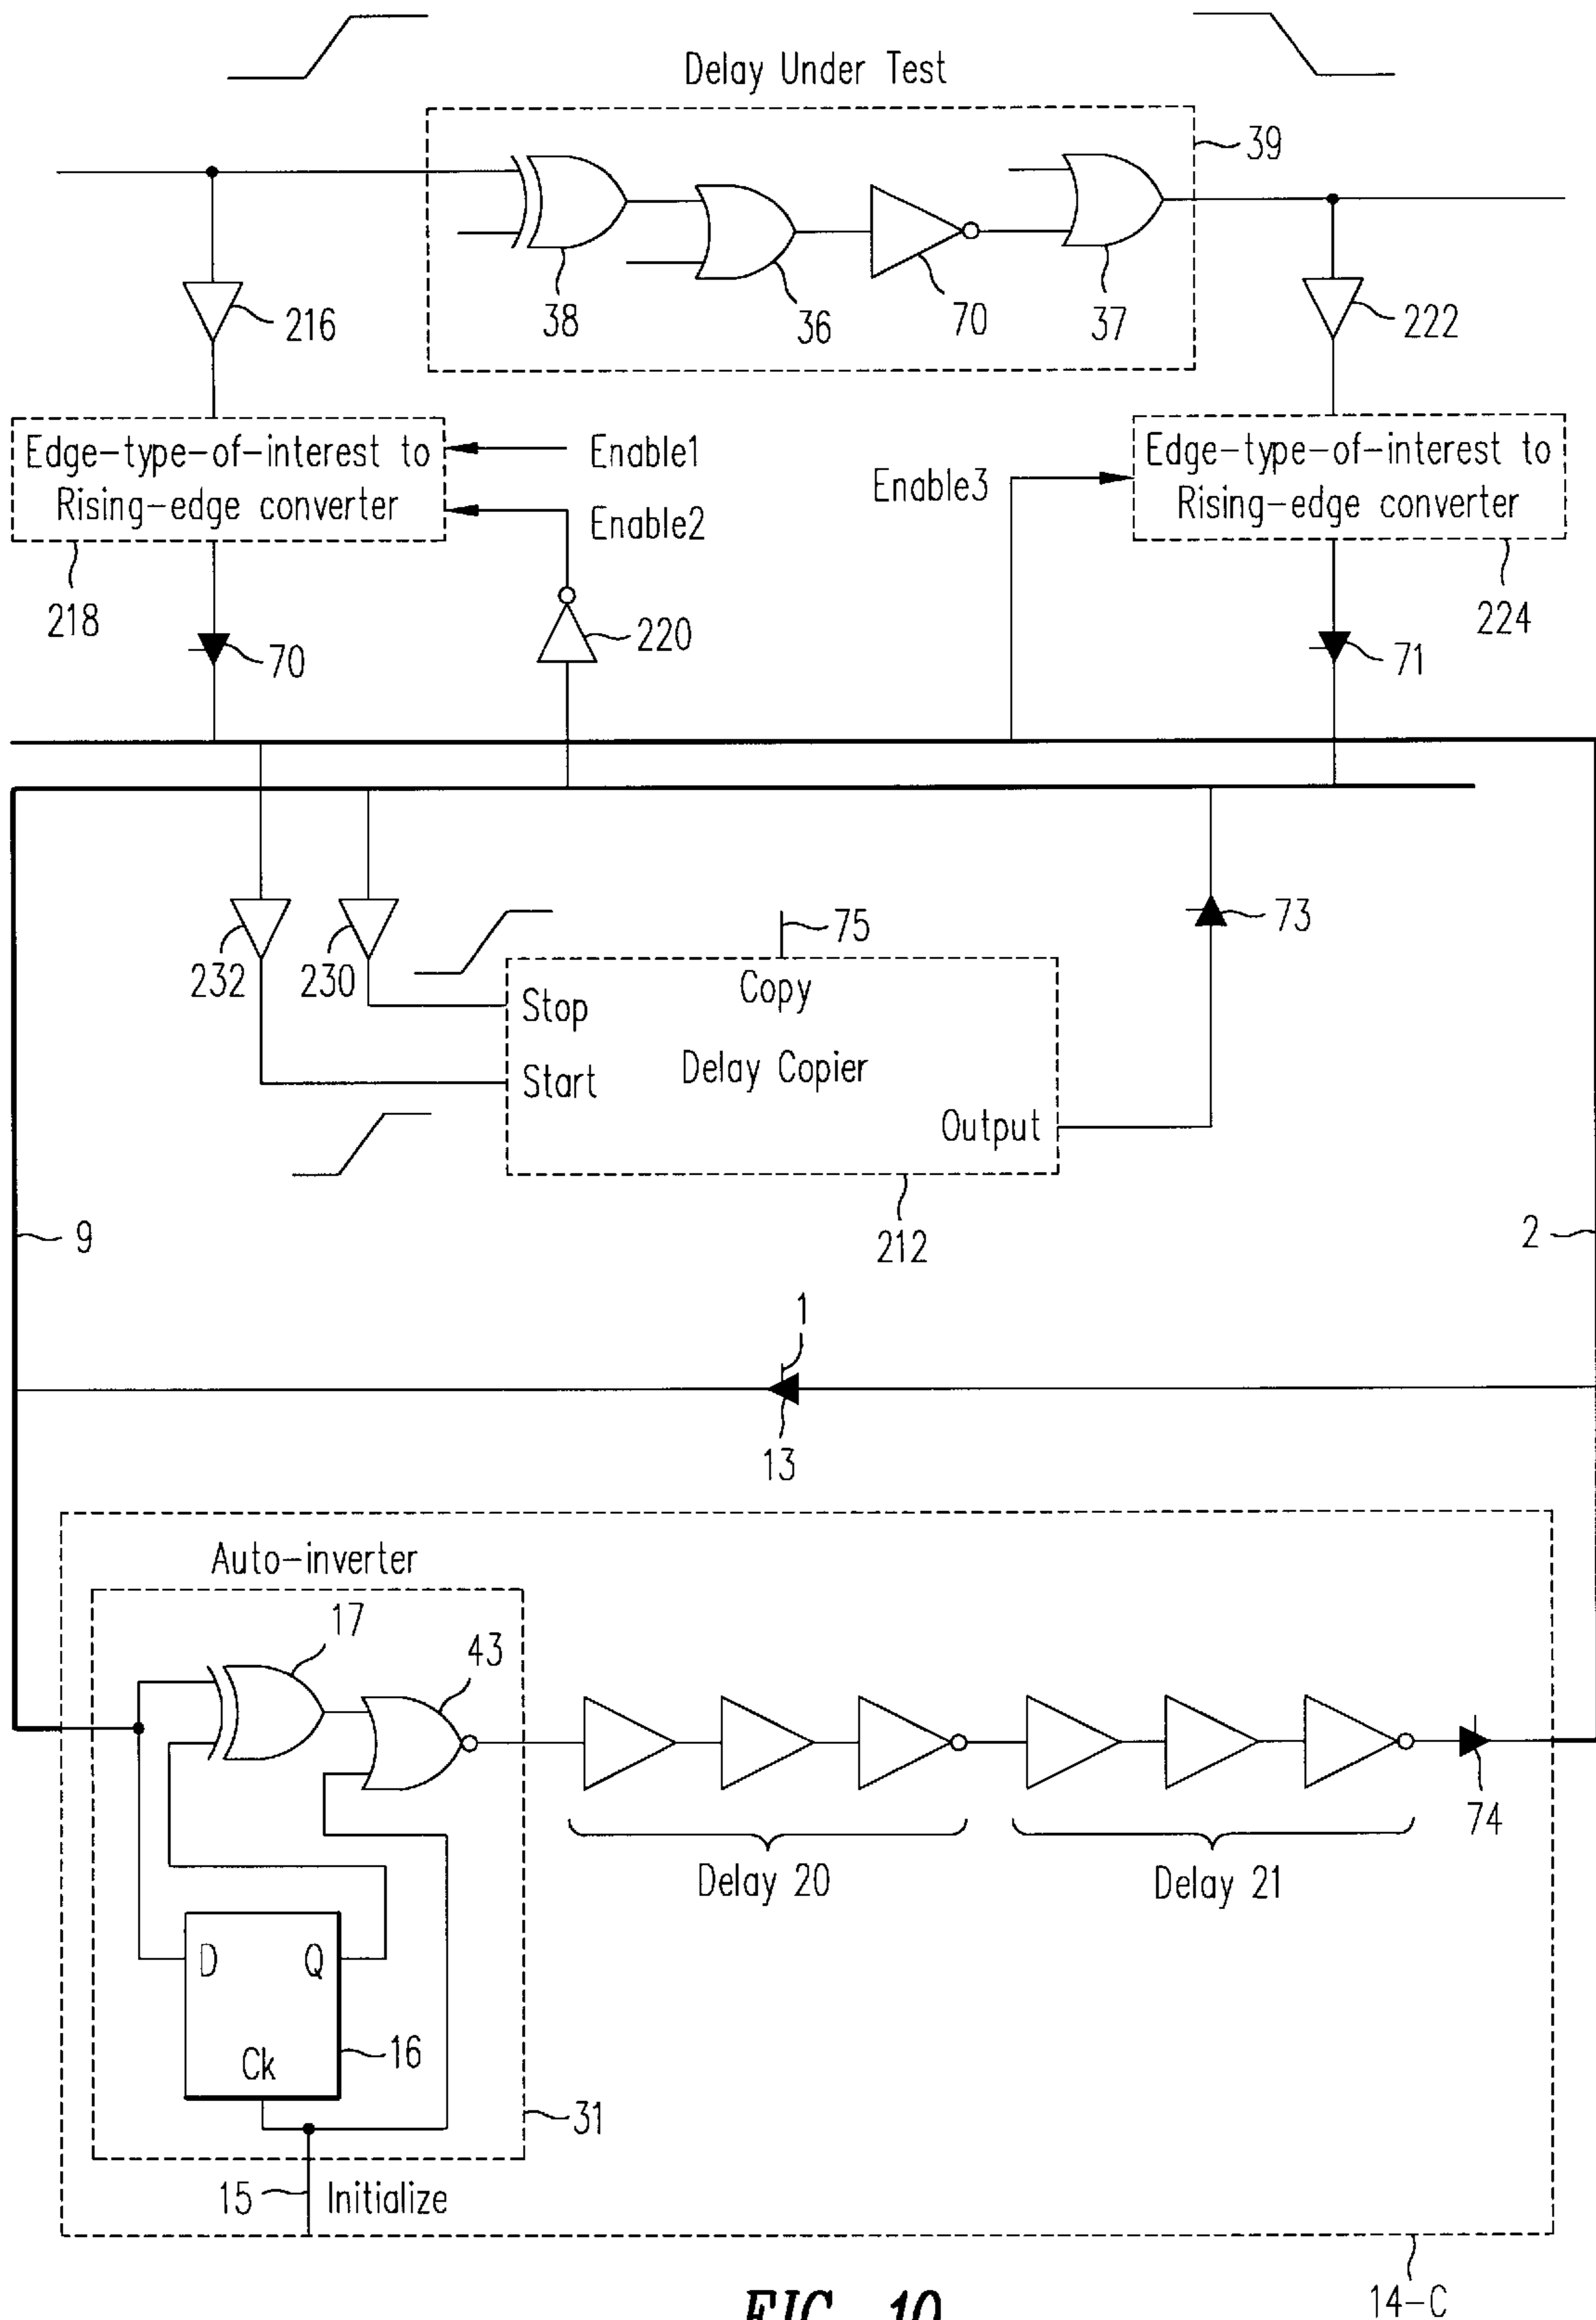 Delay Under Test
39
38
36
70
37
216
222
Edge-type-of-interest to
Rising-edge converter
Enable1
Enable2
Enable3
Edge-type-of-interest to
Rising-edge converter
218
70
220
224
71
232
230
75
73
Stop
Copy
Start
Delay Copier
Output
212
9
2
1
13
Auto-inverter
17
43
74
Delay 20
Delay 21
D
Q
Ck
16
31
15
Initialize
14-C
FIG. 10